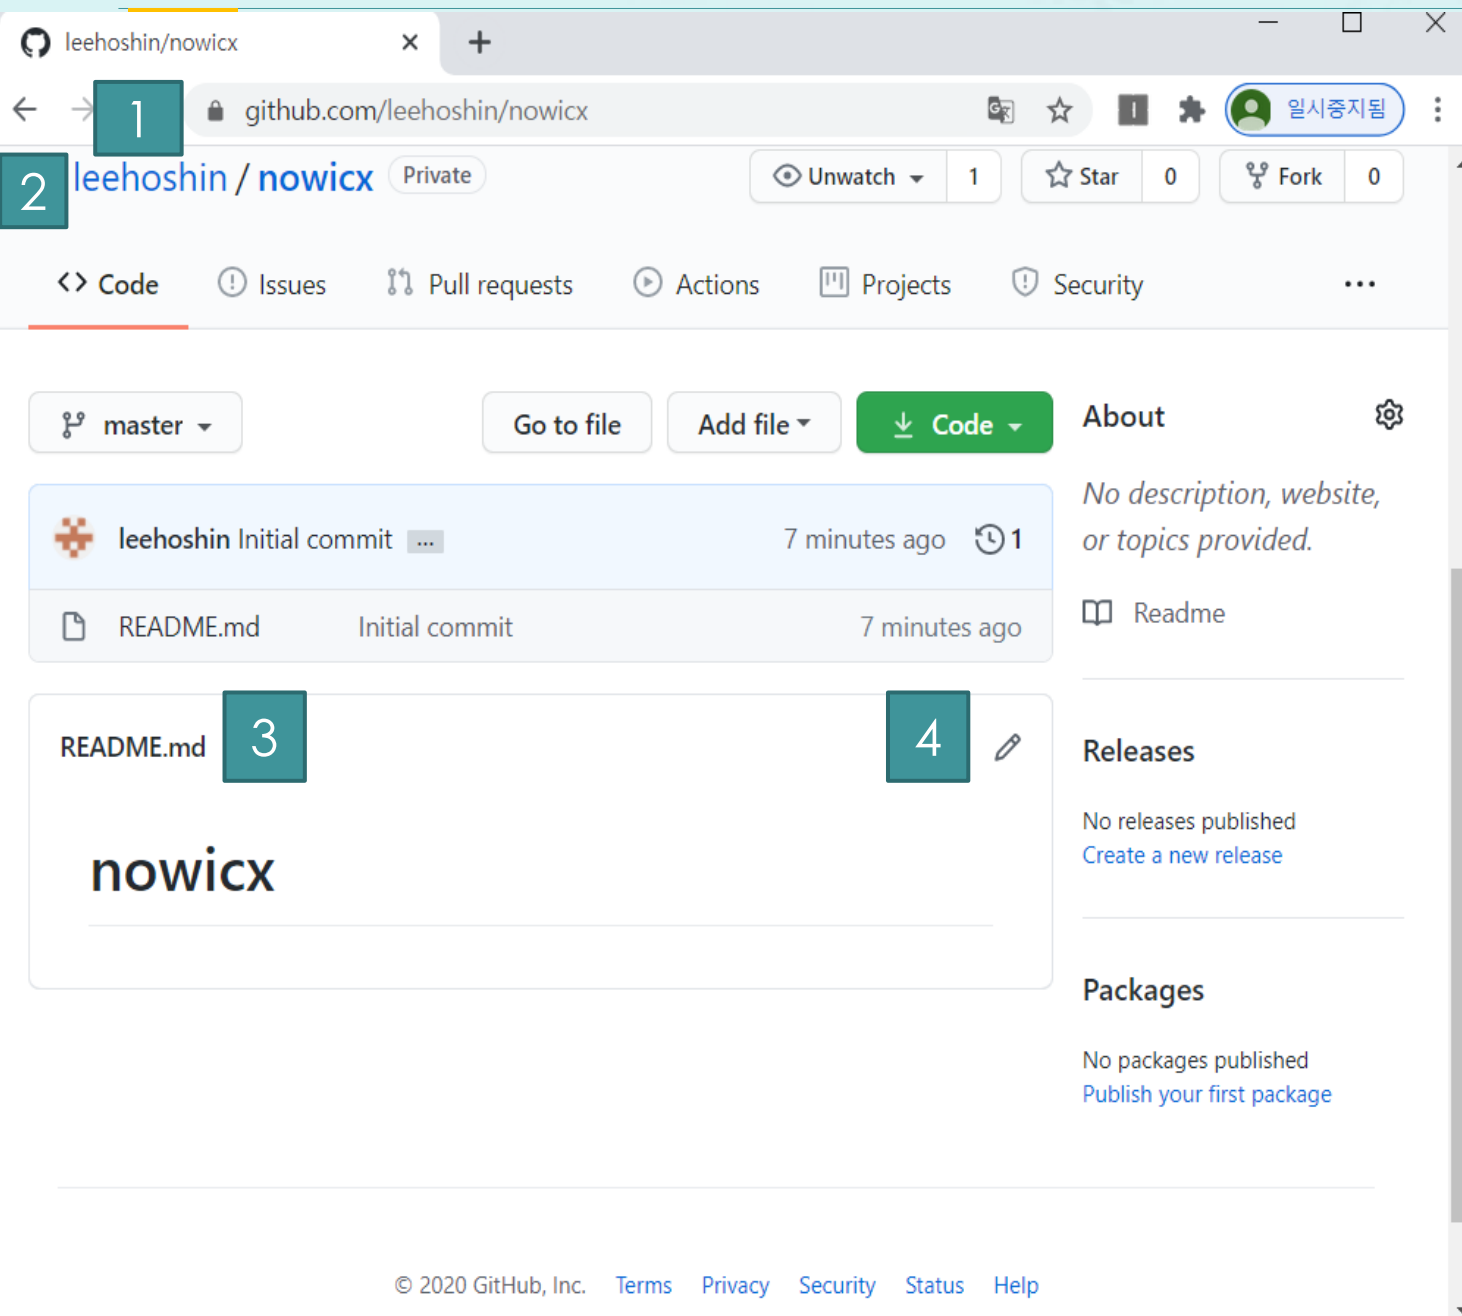 leehoshin/nowicx
1
github.com/leehoshin/nowicx
일시중지됨
2
leehoshin / nowicx Private
Unwatch 1
Star 0
Fork 0
Code
Issues
Pull requests
Actions
Projects
Security
...
master
Go to file
Add file
Code
leehoshin Initial commit ...
7 minutes ago
1
README.md Initial commit 7 minutes ago
README.md
3
4
nowicx
About
No description, website,
or topics provided.
Readme
Releases
No releases published
Create a new release
Packages
No packages published
Publish your first package
© 2020 GitHub, Inc. Terms Privacy Security Status Help